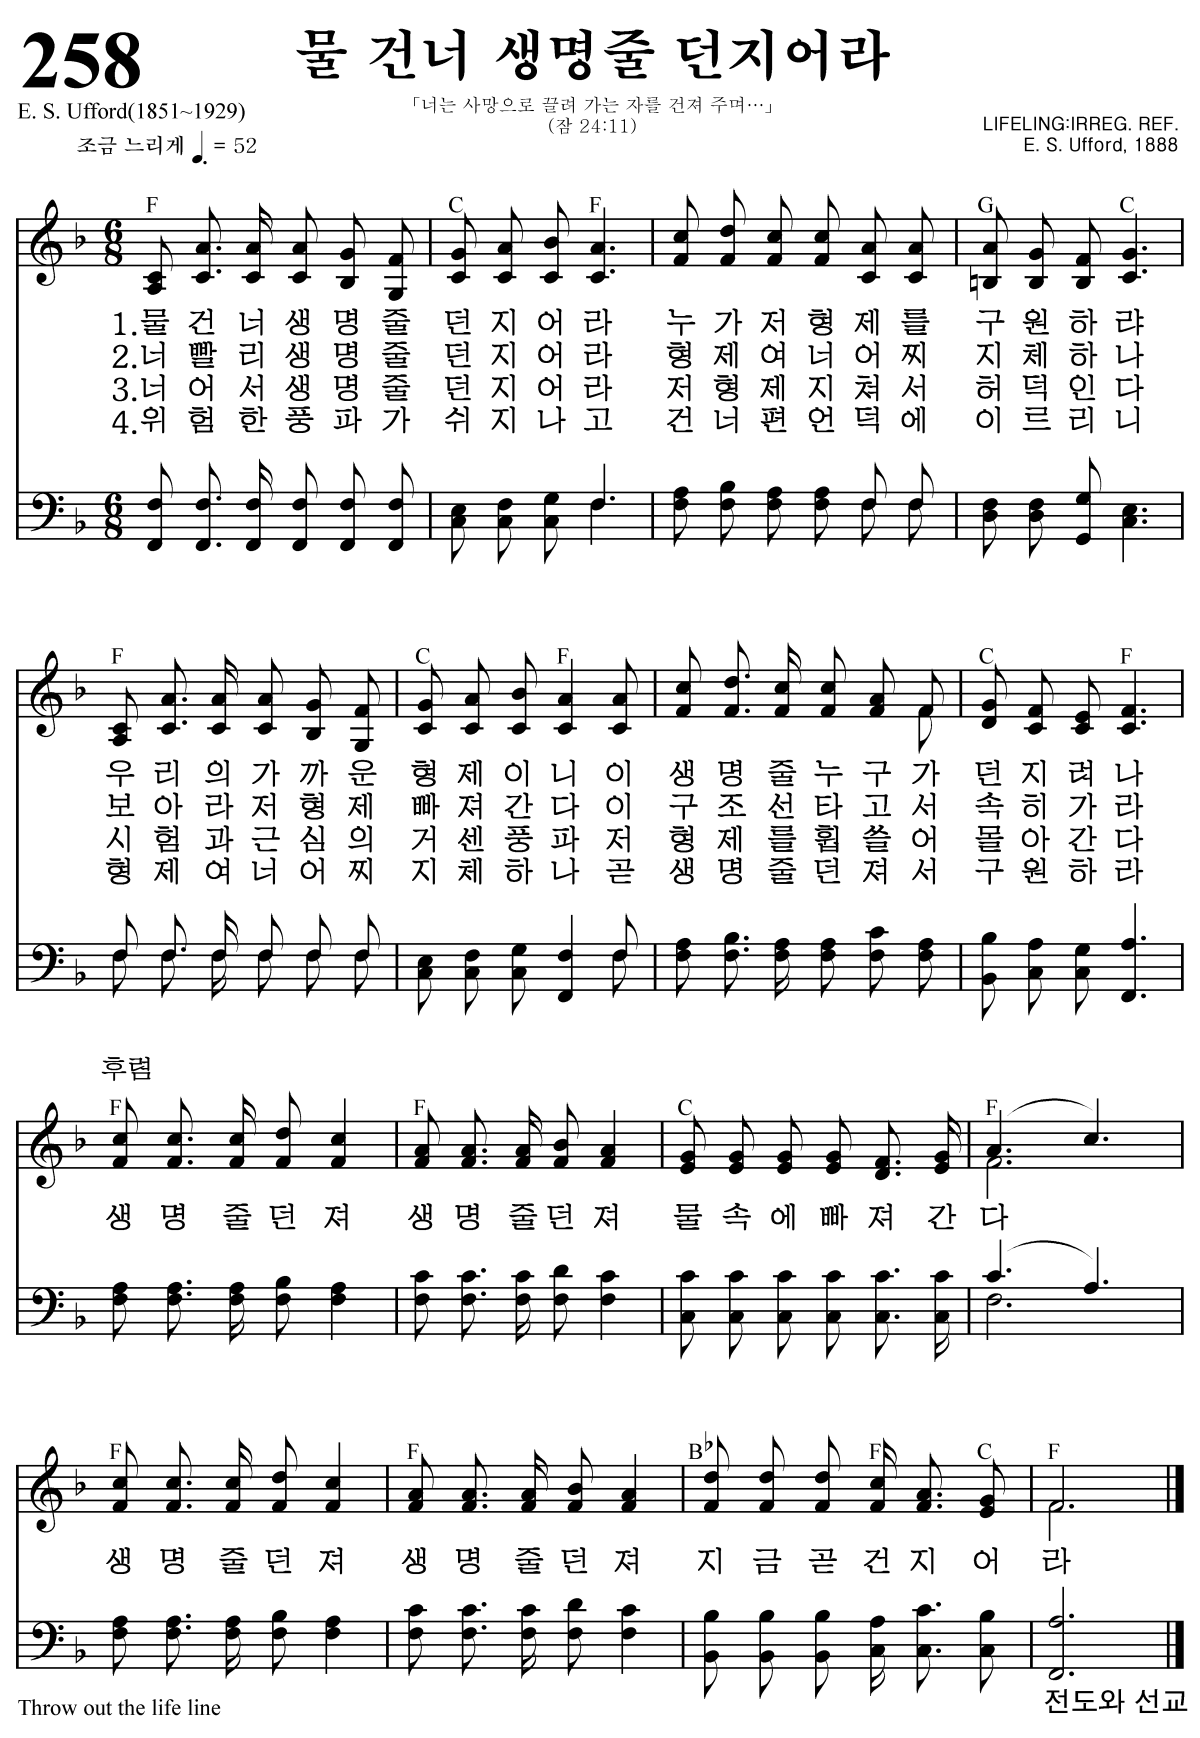 258
물 건너 생명줄 던지어라
E. S. Ufford(1851~1929)
「너는 사망으로 끌려 가는 자를 건져 주며…」
(잠 24:11)
조금 느리게 ♩. = 52
LIFELING:IRREG. REF.
E. S. Ufford, 1888
F C F G C
6 8
1.물 건 너 생 명 줄 던 지 어 라 누 가 저 형 제 를 구 원 하 랴
2.너 빨 리 생 명 줄 던 지 어 라 형 제 여 너 어 찌 지 체 하 나
3.너 어 서 생 명 줄 던 지 어 라 저 형 제 지 쳐 서 허 덕 인 다
4.위 험 한 풍 파 가 쉬 지 나 고 건 너 편 언 덕 에 이 르 리 니
6 8
F C F C F
우 리 의 가 까 운 형 제 이 니 이 생 명 줄 누 구 가 던 지 려 나
보 아 라 저 형 제 빠 져 간 다 이 구 조 선 타 고 서 속 히 가 라
시 험 과 근 심 의 거 센 풍 파 저 형 제 를 휩 쓸 어 몰 아 간 다
형 제 여 너 어 찌 지 체 하 나 곧 생 명 줄 던 져 서 구 원 하 라
후렴
F F C F
생 명 줄 던 져 생 명 줄 던 져 물 속 에 빠 져 간 다
F F B♭ F C F
생 명 줄 던 져 생 명 줄 던 져 지 금 곧 건 지 어 라
Throw out the life line
전도와 선교